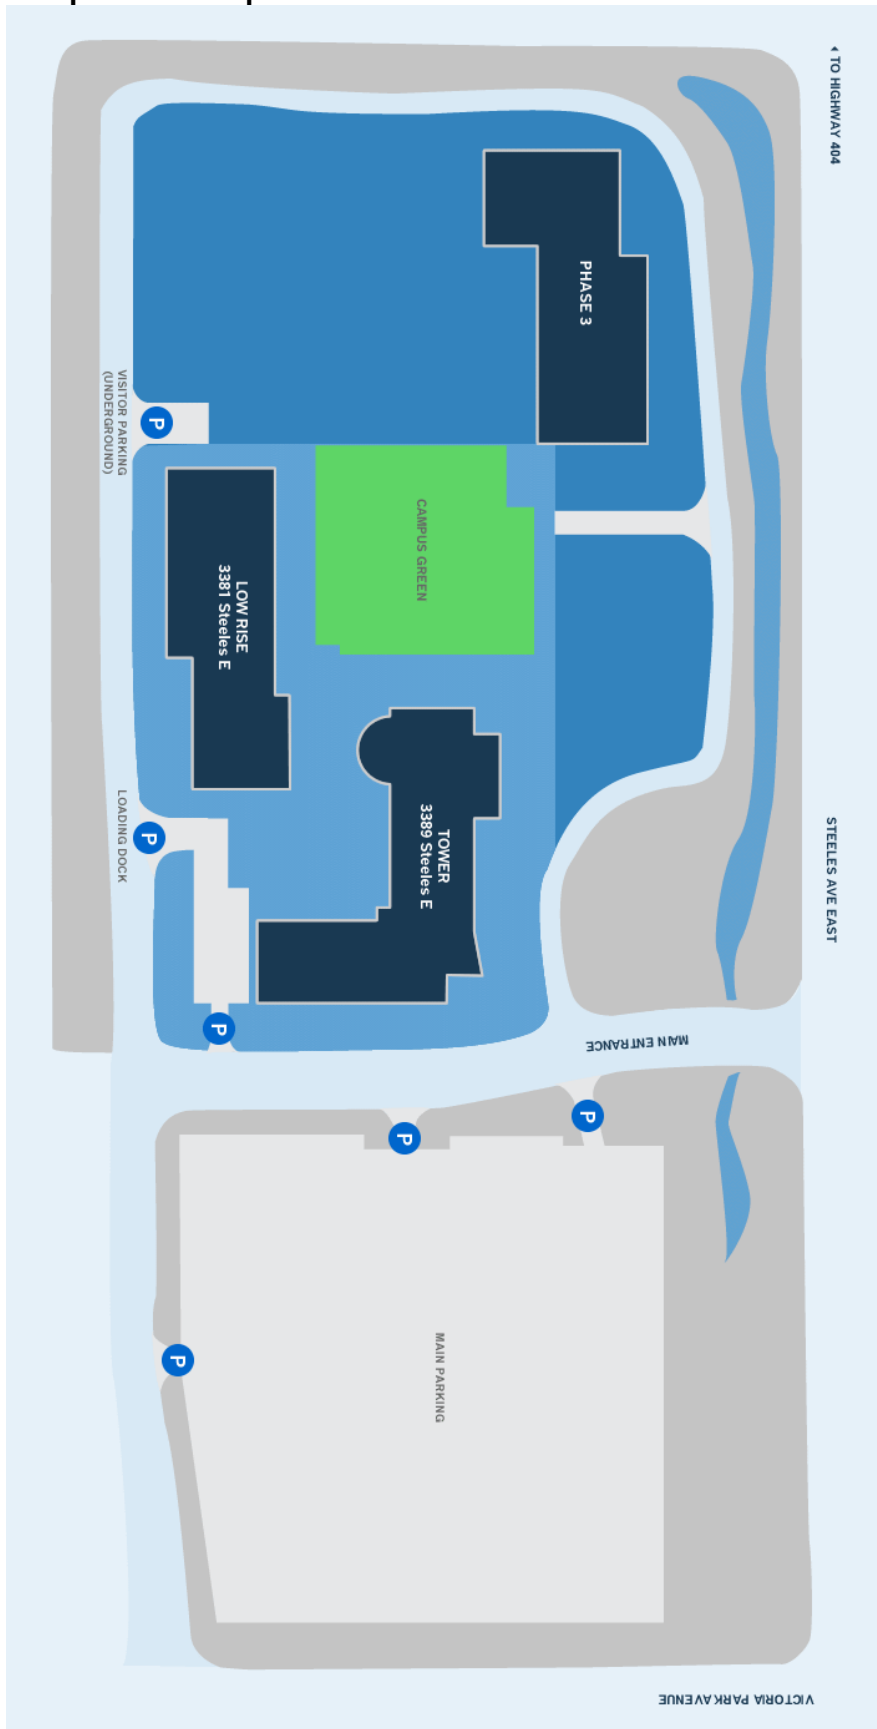 ◂ TO HIGHWAY 404
PHASE 3
VISITOR PARKING
(UNDERGROUND)
P
CAMPUS GREEN
LOW RISE
3381 Steeles E
TOWER
3389 Steeles E
LOADING DOCK
P
STEELES AVE EAST
P
MAIN ENTRANCE
P
P
MAIN PARKING
P
VICTORIA PARK AVENUE